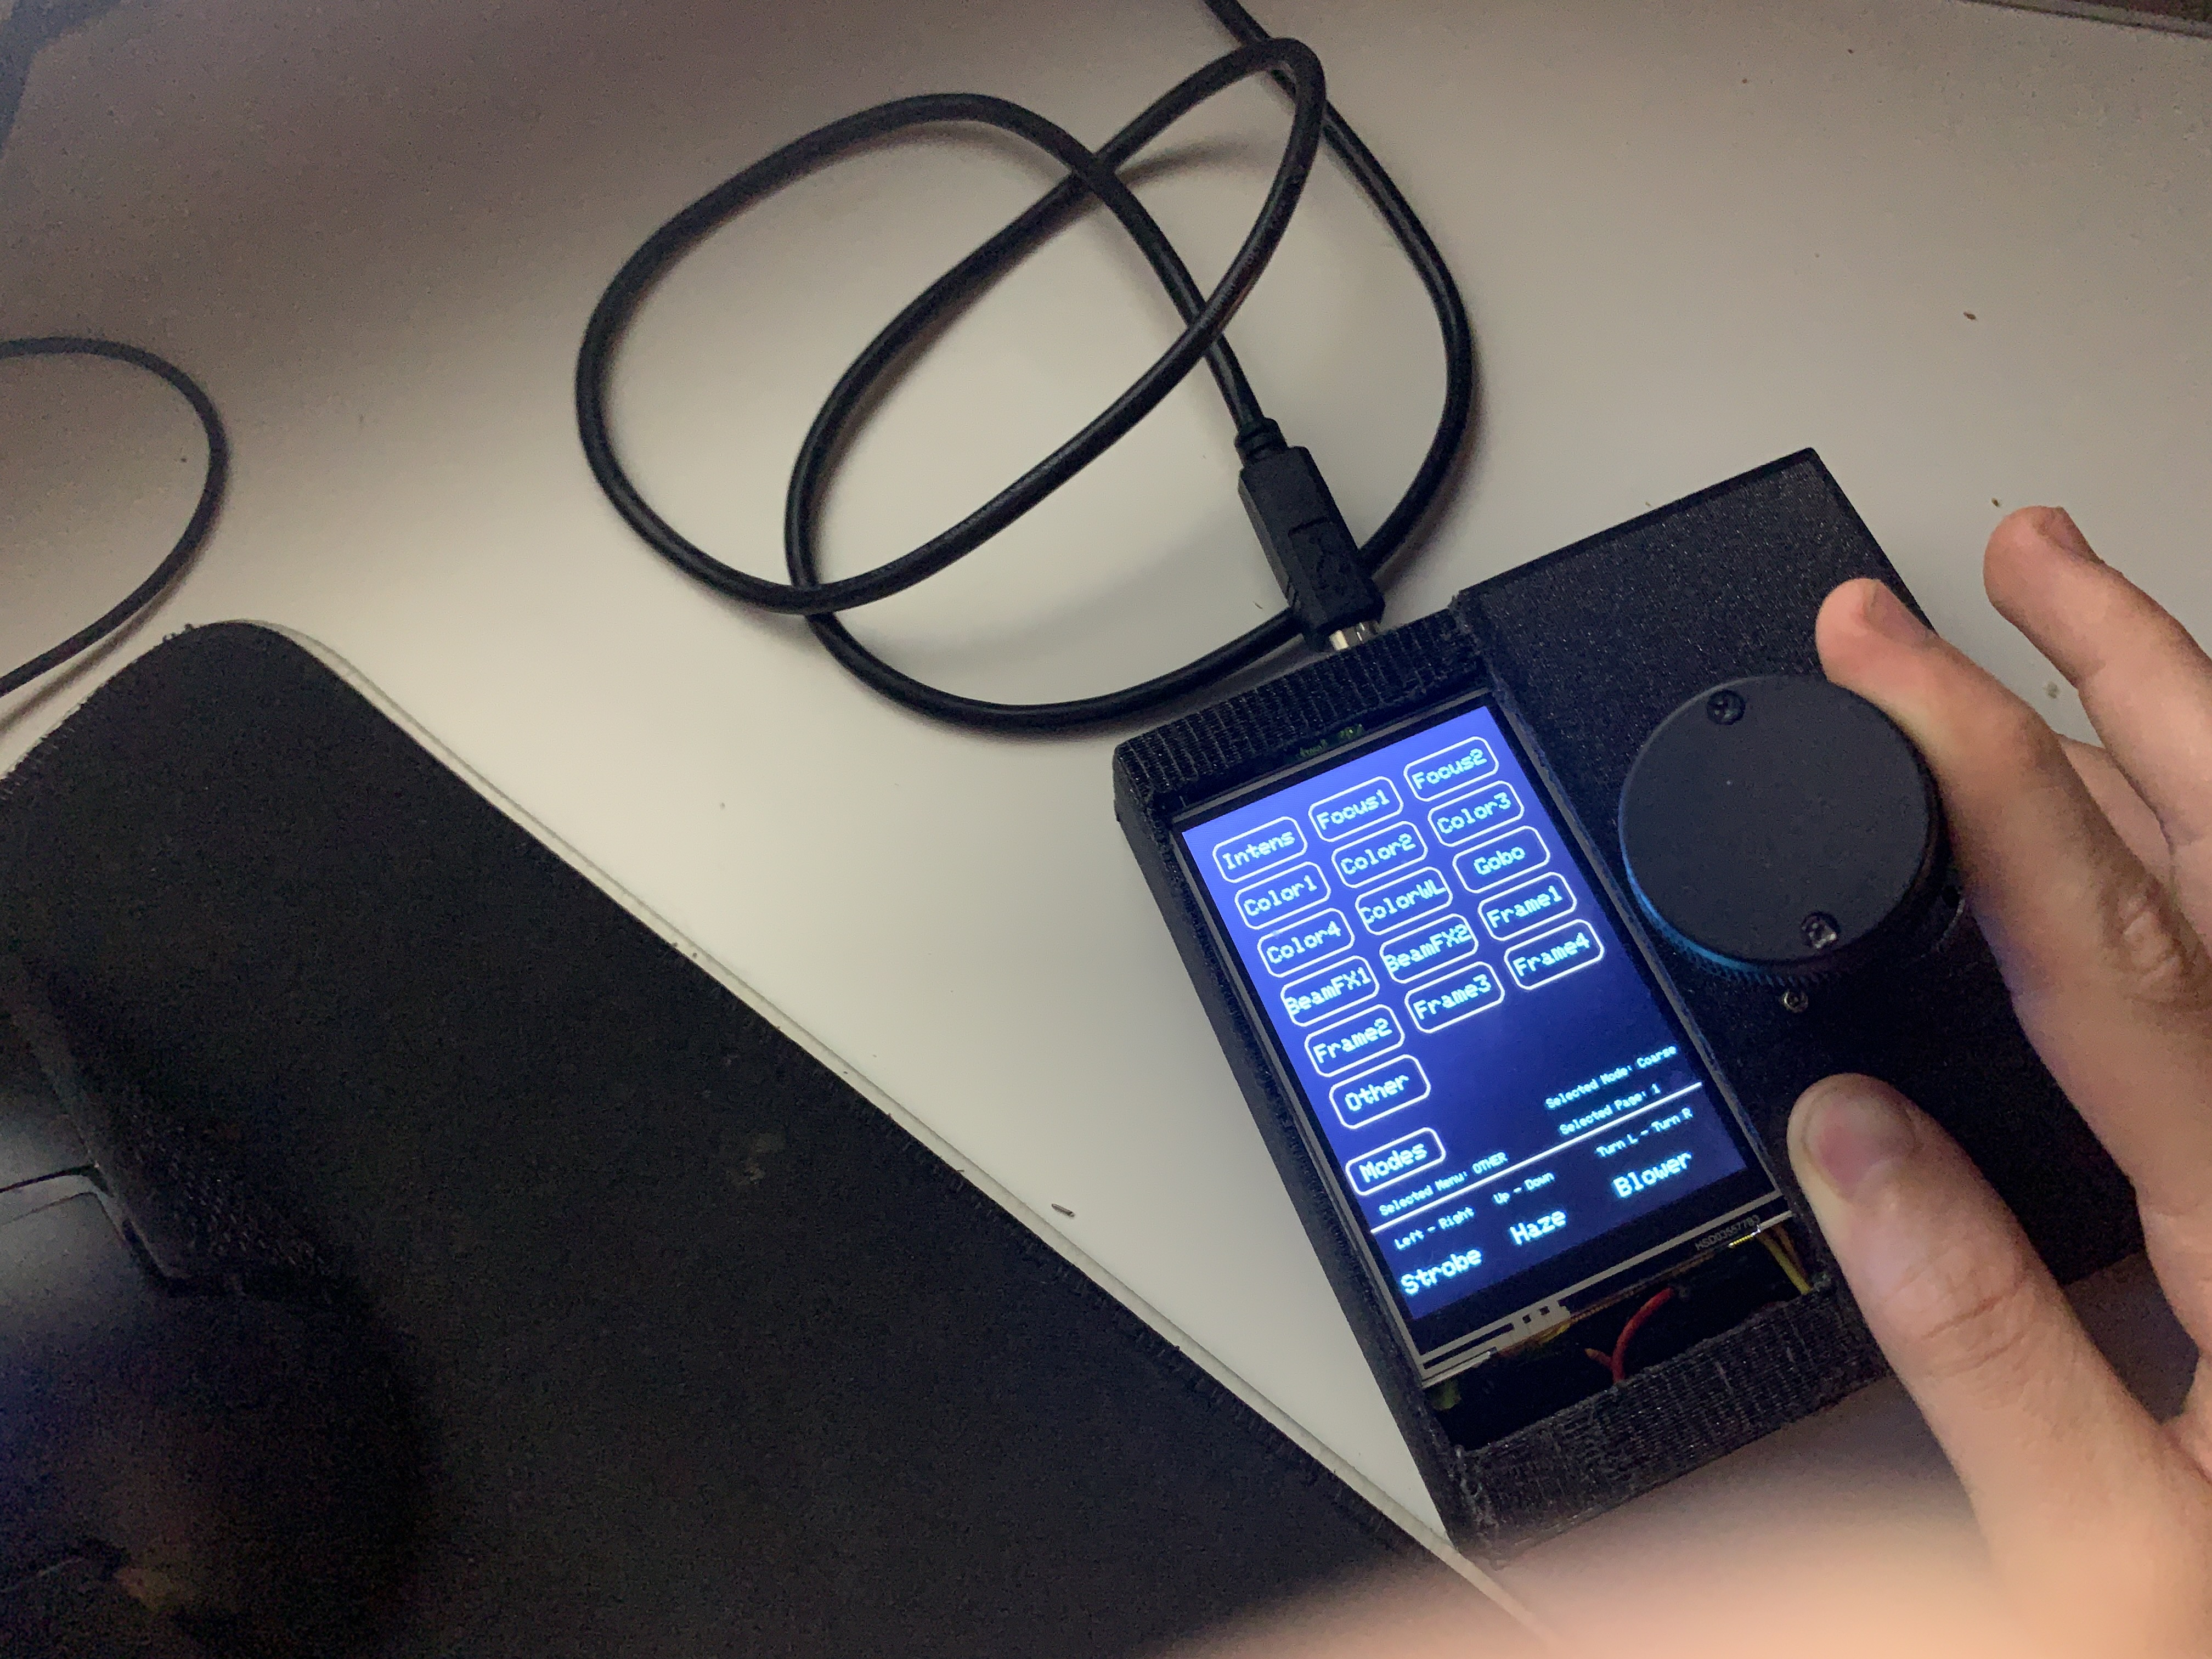 Intens Focus1 Focus2
Color1 Color2 Color3
Color4 ColorWL Gobo
BeamFX1 BeamFX2 Frame1
Frame2 Frame3 Frame4
Other
Modes
Selected Mode: Coarse
Selected Menu: OTHER
Selected Page: 1
Left - Right Up - Down Turn L - Turn R
Strobe Haze Blower